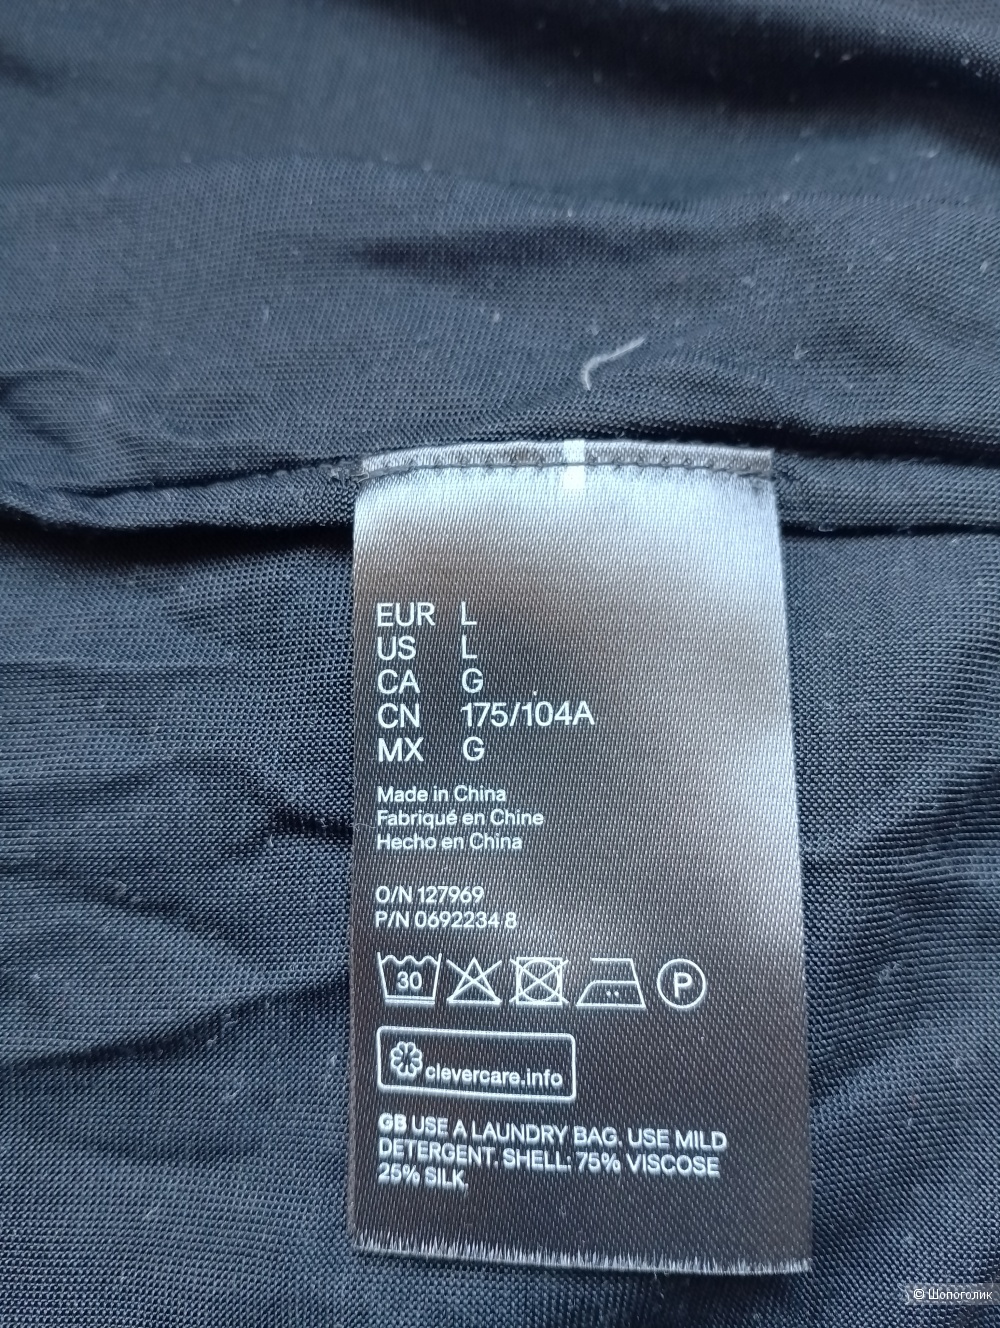 EUR L
US L
CA G
CN 175/104A
MX G
Made in China
Fabriqué en Chine
Hecho en China
O/N 127969
P/N 0692234 8
30
P
clevercare.info
GB USE A LAUNDRY BAG. USE MILD
DETERGENT. SHELL: 75% VISCOSE
25% SILK
© Шопоголик